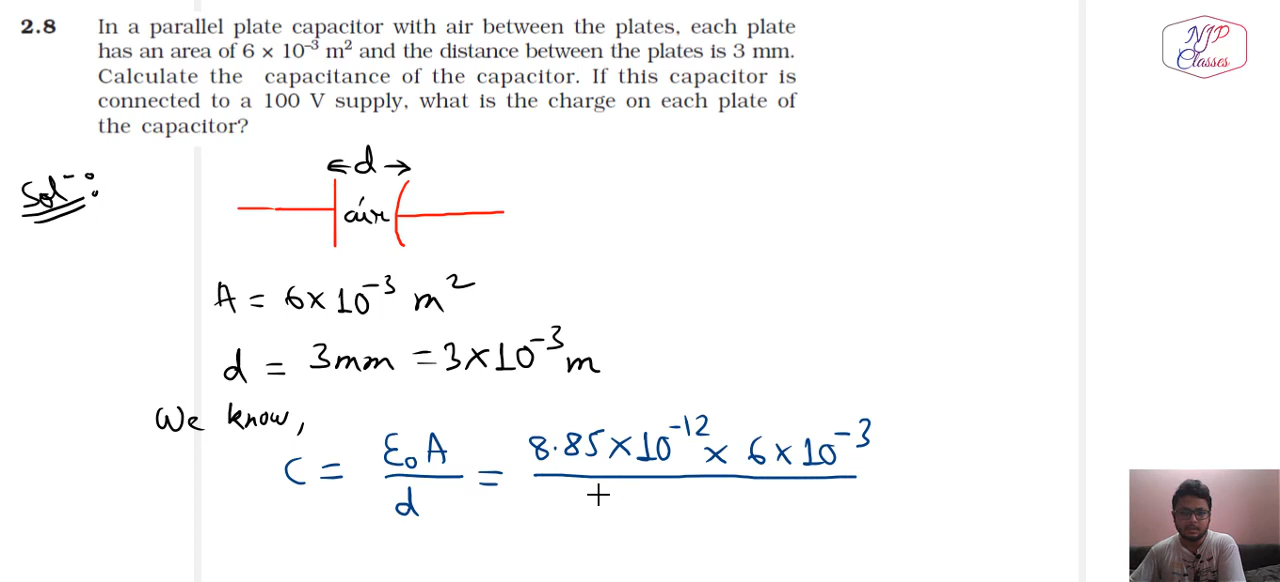 2.8 In a parallel plate capacitor with air between the plates, each plate
has an area of 6 × 10⁻³ m² and the distance between the plates is 3 mm.
Calculate the capacitance of the capacitor. If this capacitor is
connected to a 100 V supply, what is the charge on each plate of
the capacitor?
NJP
Classes
Sol-:
← d →
air
A = 6 × 10⁻³ m²
d = 3mm = 3 × 10⁻³ m
We know,
C = ε₀A / d = 8.85 × 10⁻¹² × 6 × 10⁻³